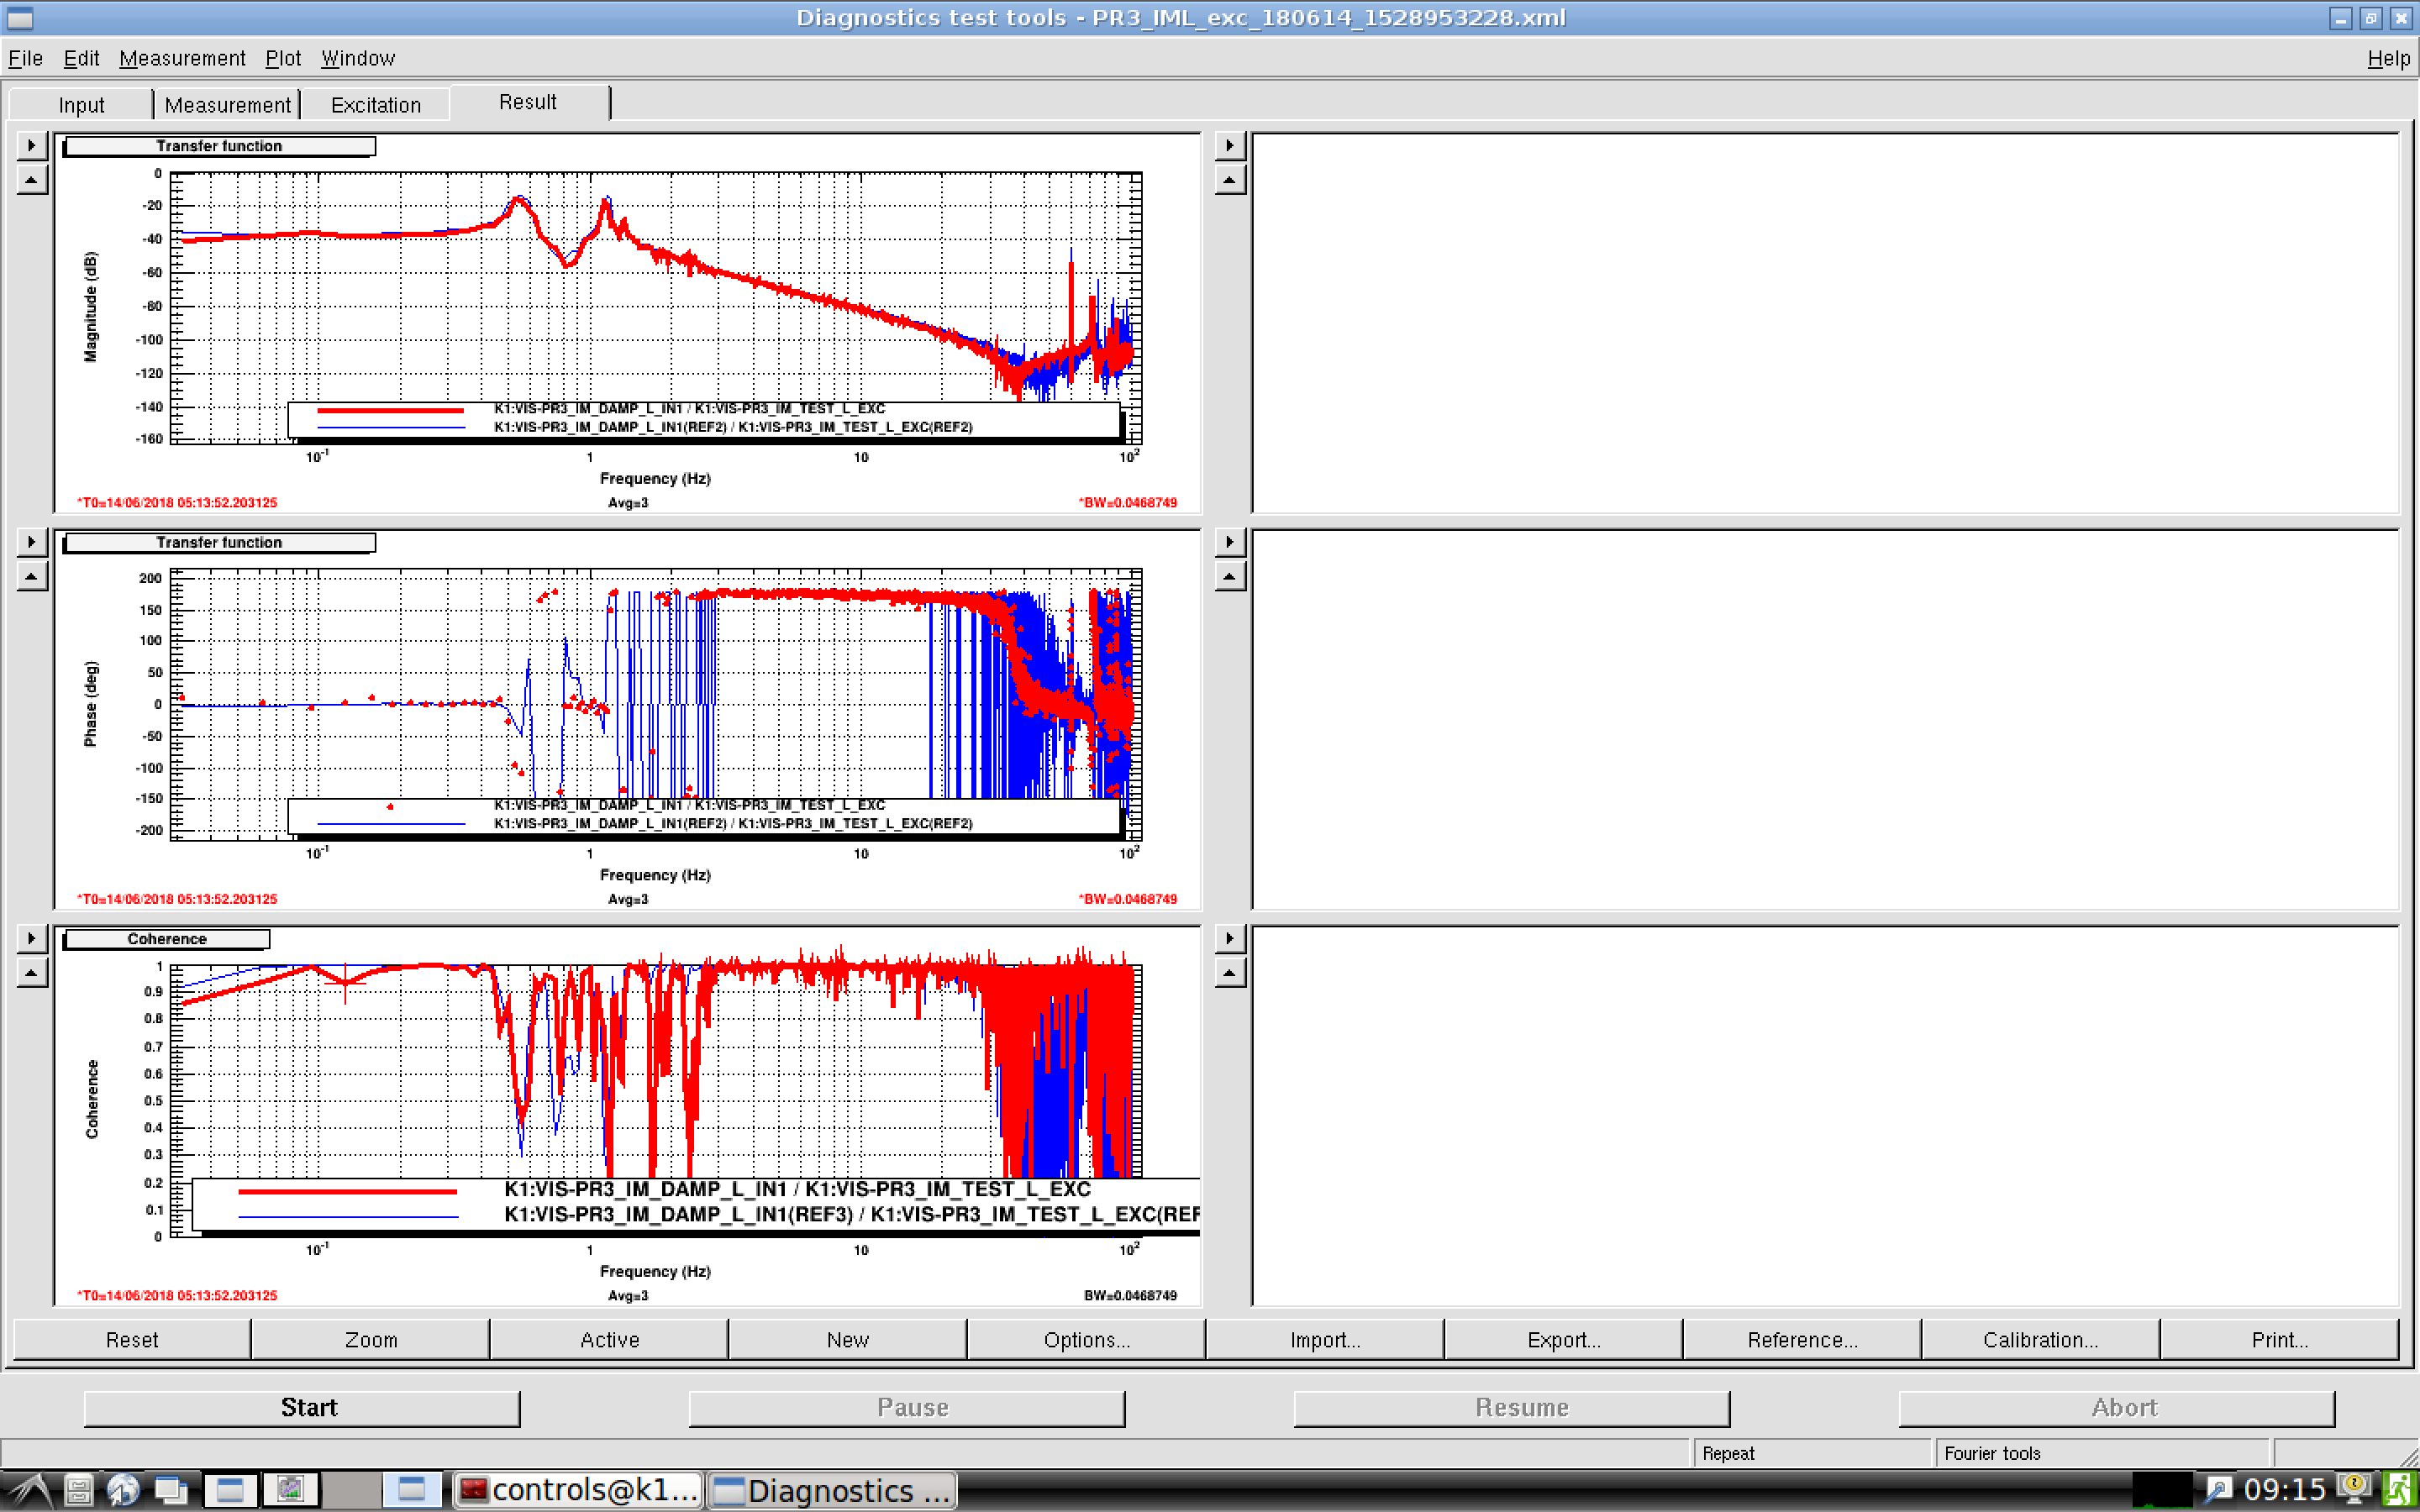 Diagnostics test tools - PR3_IML_exc_180614_1528953228.xml
File Edit Measurement Plot Window Help
Input Measurement Excitation Result
Transfer function
0
-20
-40
-60
-80
-100
-120
-140
-160
Magnitude (dB)
K1:VIS-PR3_IM_DAMP_L_IN1 / K1:VIS-PR3_IM_TEST_L_EXC
K1:VIS-PR3_IM_DAMP_L_IN1(REF2) / K1:VIS-PR3_IM_TEST_L_EXC(REF2)
10-1 1 10 102
Frequency (Hz)
*T0=14/06/2018 05:13:52.203125 Avg=3 *BW=0.0468749
Transfer function
200
150
100
50
0
-50
-100
-150
-200
Phase (deg)
K1:VIS-PR3_IM_DAMP_L_IN1 / K1:VIS-PR3_IM_TEST_L_EXC
K1:VIS-PR3_IM_DAMP_L_IN1(REF2) / K1:VIS-PR3_IM_TEST_L_EXC(REF2)
10-1 1 10 102
Frequency (Hz)
*T0=14/06/2018 05:13:52.203125 Avg=3 *BW=0.0468749
Coherence
1
0.9
0.8
0.7
0.6
0.5
0.4
0.3
0.2
0.1
0
Coherence
K1:VIS-PR3_IM_DAMP_L_IN1 / K1:VIS-PR3_IM_TEST_L_EXC
K1:VIS-PR3_IM_DAMP_L_IN1(REF3) / K1:VIS-PR3_IM_TEST_L_EXC(REF
10-1 1 10 102
Frequency (Hz)
*T0=14/06/2018 05:13:52.203125 Avg=3 BW=0.0468749
Reset Zoom Active New Options... Import... Export... Reference... Calibration... Print...
Start Pause Resume Abort
Repeat Fourier tools
controls@k1... Diagnostics ... 09:15